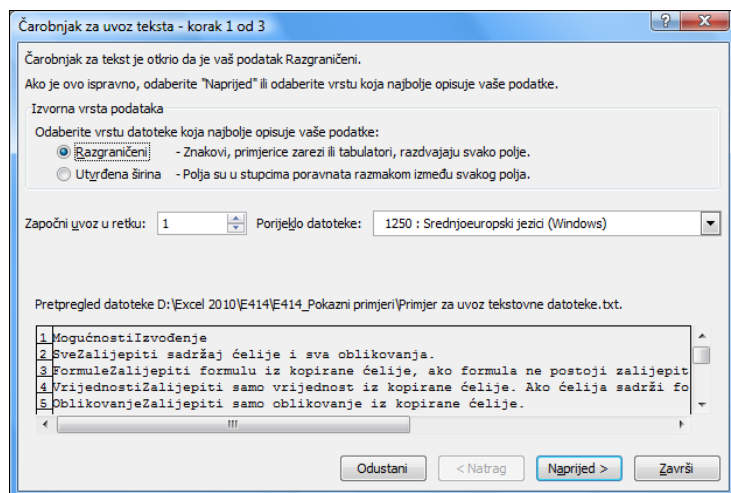 Čarobnjak za uvoz teksta - korak 1 od 3
Čarobnjak za tekst je otkrio da je vaš podatak Razgraničeni.
Ako je ovo ispravno, odaberite "Naprijed" ili odaberite vrstu koja najbolje opisuje vaše podatke.
Izvorna vrsta podataka
Odaberite vrstu datoteke koja najbolje opisuje vaše podatke:
Razgraničeni - Znakovi, primjerice zarezi ili tabulatori, razdvajaju svako polje.
Utvrđena širina - Polja su u stupcima poravnata razmakom između svakog polja.
Započni uvoz u retku: 1 Porijeklo datoteke: 1250 : Srednjoeuropski jezici (Windows)
Pretpregled datoteke D:\Excel 2010\E414\E414_Pokazni primjeri\Primjer za uvoz tekstovne datoteke.txt.
1 MogućnostiIzvođenje
2 SveZalijepiti sadržaj ćelije i sva oblikovanja.
3 FormuleZalijepiti formulu iz kopirane ćelije, ako formula ne postoji zalijepit
4 VrijednostiZalijepiti samo vrijednost iz kopirane ćelije. Ako ćelija sadrži fo
5 OblikovanjeZalijepiti samo oblikovanje iz kopirane ćelije.
Odustani < Natrag Naprijed > Završi